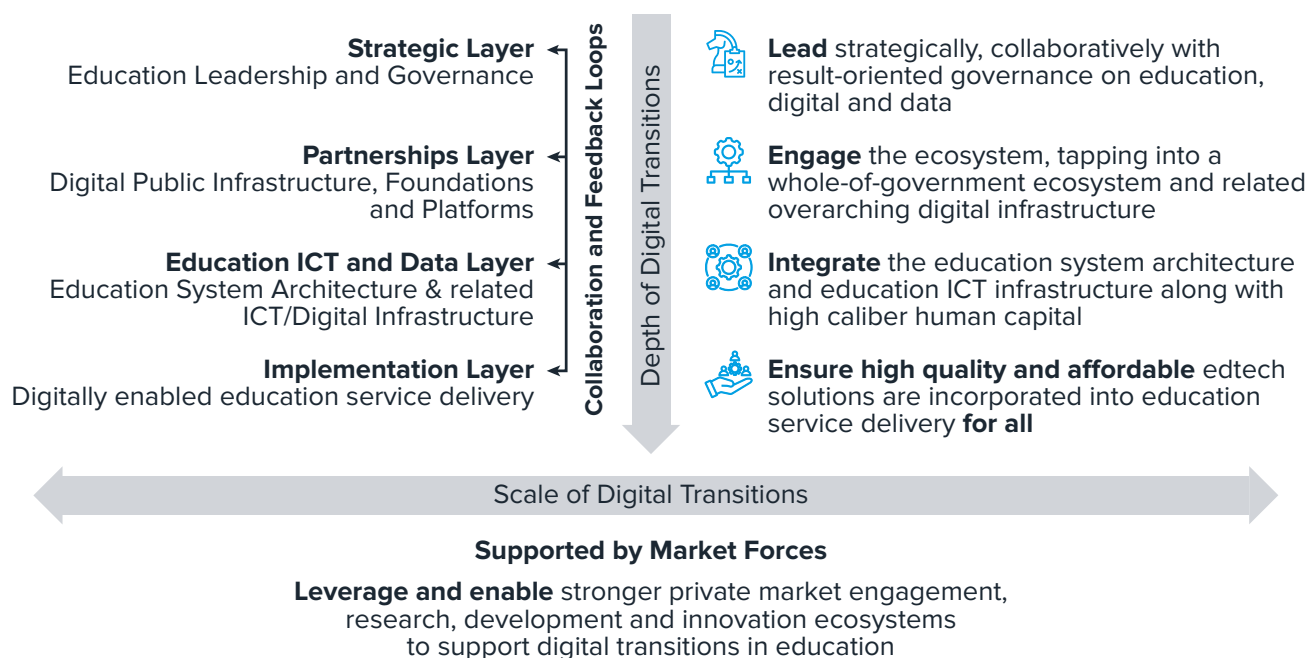 Strategic Layer
Education Leadership and Governance
Partnerships Layer
Digital Public Infrastructure, Foundations
and Platforms
Education ICT and Data Layer
Education System Architecture & related
ICT/Digital Infrastructure
Implementation Layer
Digitally enabled education service delivery
Collaboration and Feedback Loops
Depth of Digital Transitions
Lead strategically, collaboratively with
result-oriented governance on education,
digital and data
Engage the ecosystem, tapping into a
whole-of-government ecosystem and related
overarching digital infrastructure
Integrate the education system architecture
and education ICT infrastructure along with
high caliber human capital
Ensure high quality and affordable edtech
solutions are incorporated into education
service delivery for all
Scale of Digital Transitions
Supported by Market Forces
Leverage and enable stronger private market engagement,
research, development and innovation ecosystems
to support digital transitions in education